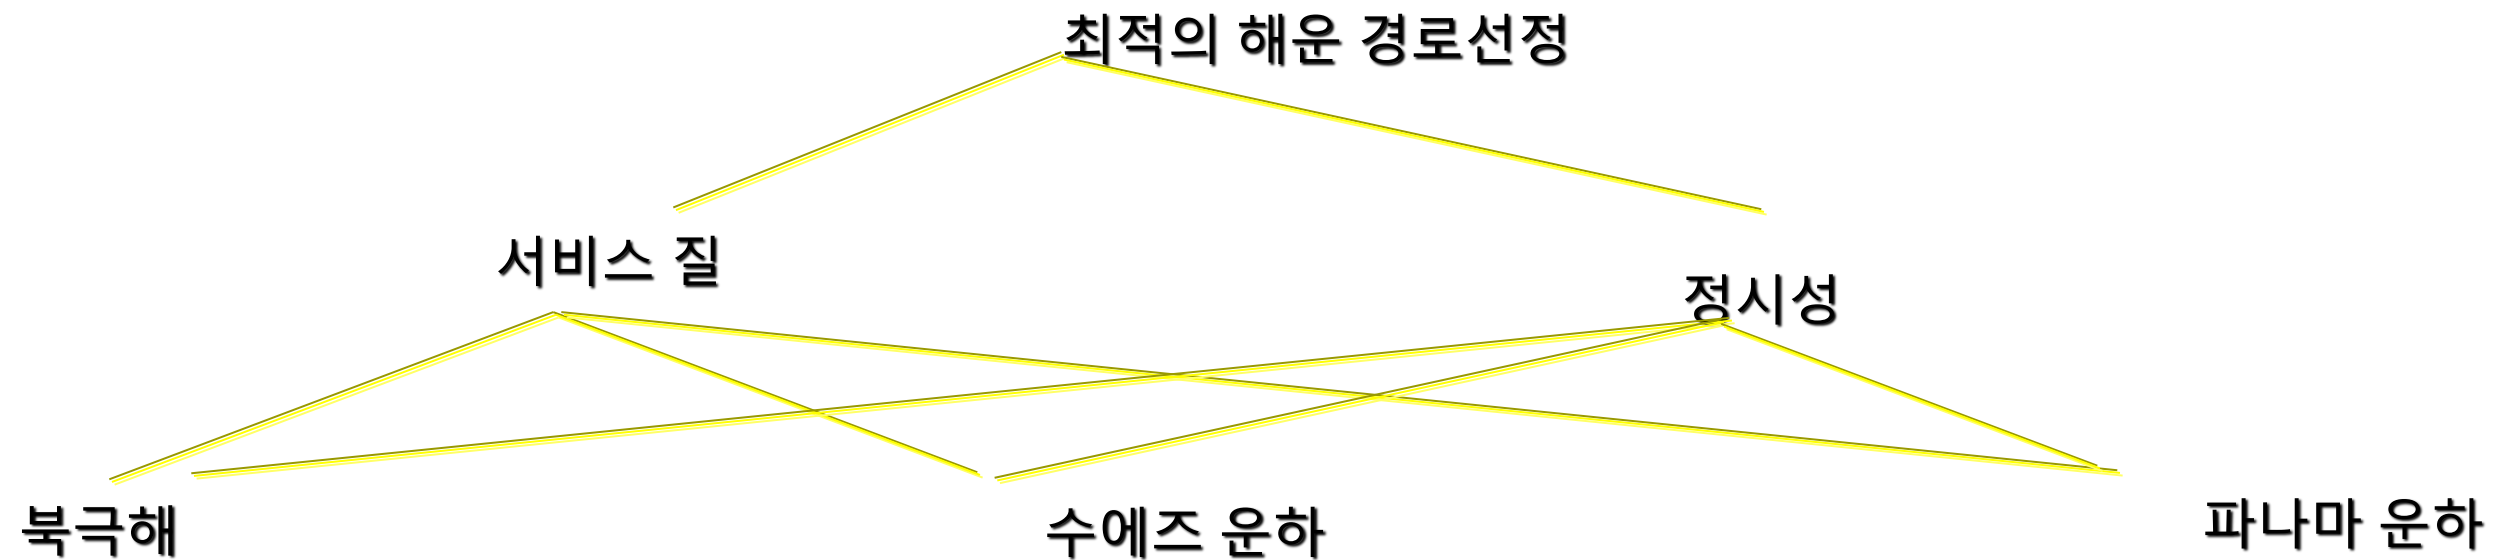 최적의 해운 경로선정
서비스 질
정시성
북극해
수에즈 운하
파나마 운하